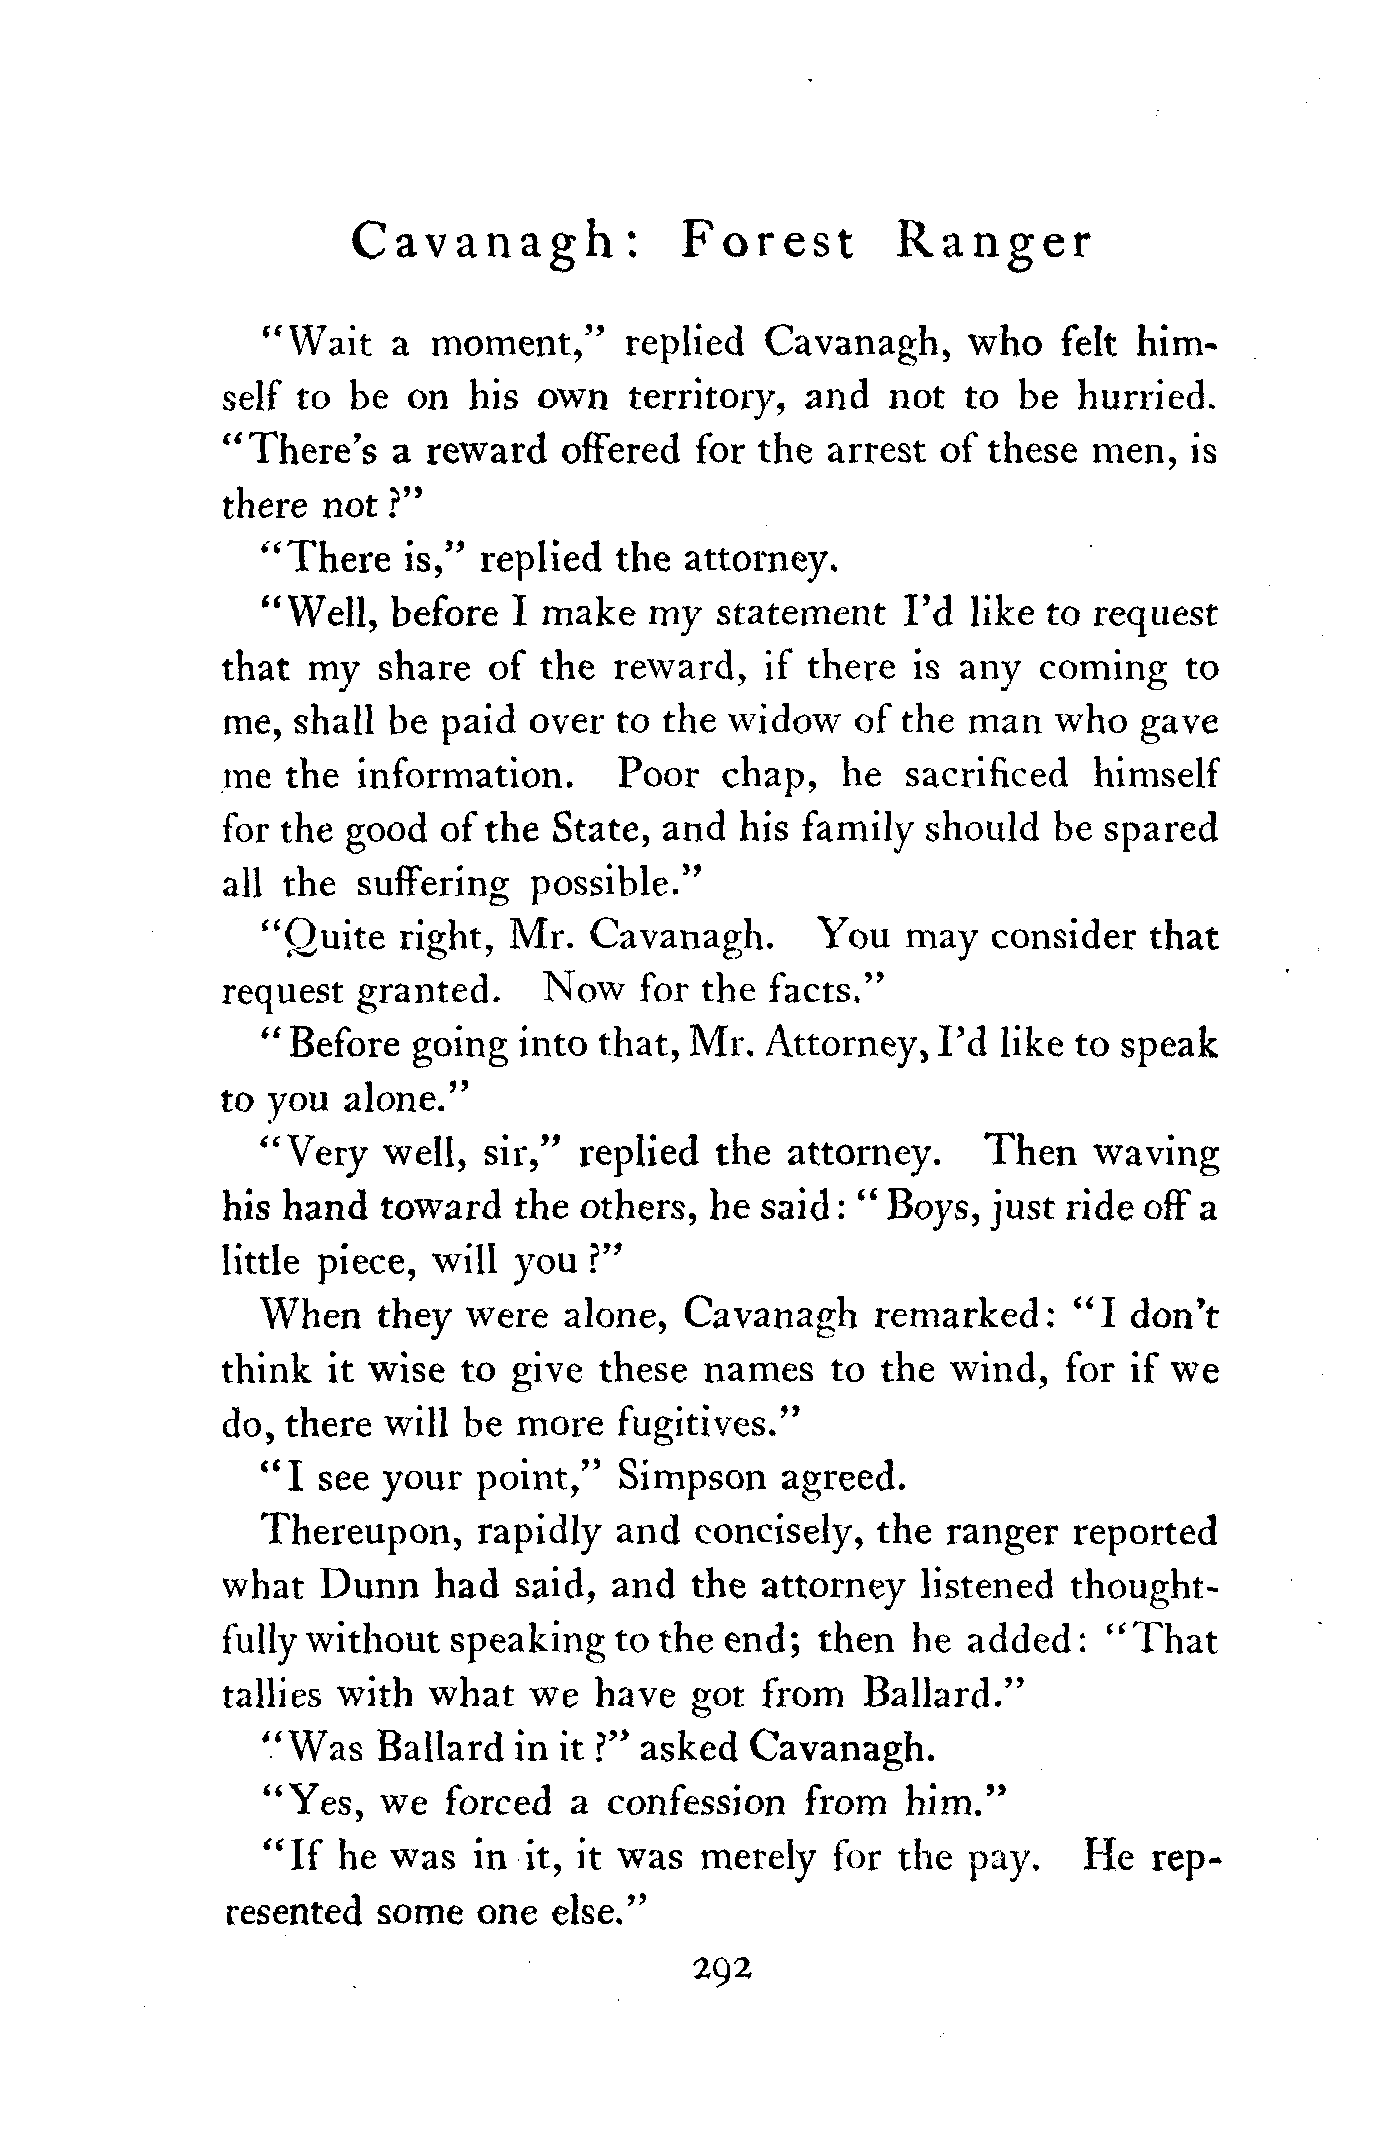 Cavanagh: Forest Ranger
"Wait a moment," replied Cavanagh, who felt him-
self to be on his own territory, and not to be hurried.
"There's a reward offered for the arrest of these men, is
there not?"
"There is," replied the attorney.
"Well, before I make my statement I'd like to request
that my share of the reward, if there is any coming to
me, shall be paid over to the widow of the man who gave
me the information. Poor chap, he sacrificed himself
for the good of the State, and his family should be spared
all the suffering possible."
"Quite right, Mr. Cavanagh. You may consider that
request granted. Now for the facts."
"Before going into that, Mr. Attorney, I'd like to speak
to you alone."
"Very well, sir," replied the attorney. Then waving
his hand toward the others, he said: "Boys, just ride off a
little piece, will you?"
When they were alone, Cavanagh remarked: "I don't
think it wise to give these names to the wind, for if we
do, there will be more fugitives."
"I see your point," Simpson agreed.
Thereupon, rapidly and concisely, the ranger reported
what Dunn had said, and the attorney listened thought-
fully without speaking to the end; then he added: "That
tallies with what we have got from Ballard."
"Was Ballard in it?" asked Cavanagh.
"Yes, we forced a confession from him."
"If he was in it, it was merely for the pay. He rep-
resented some one else."
292